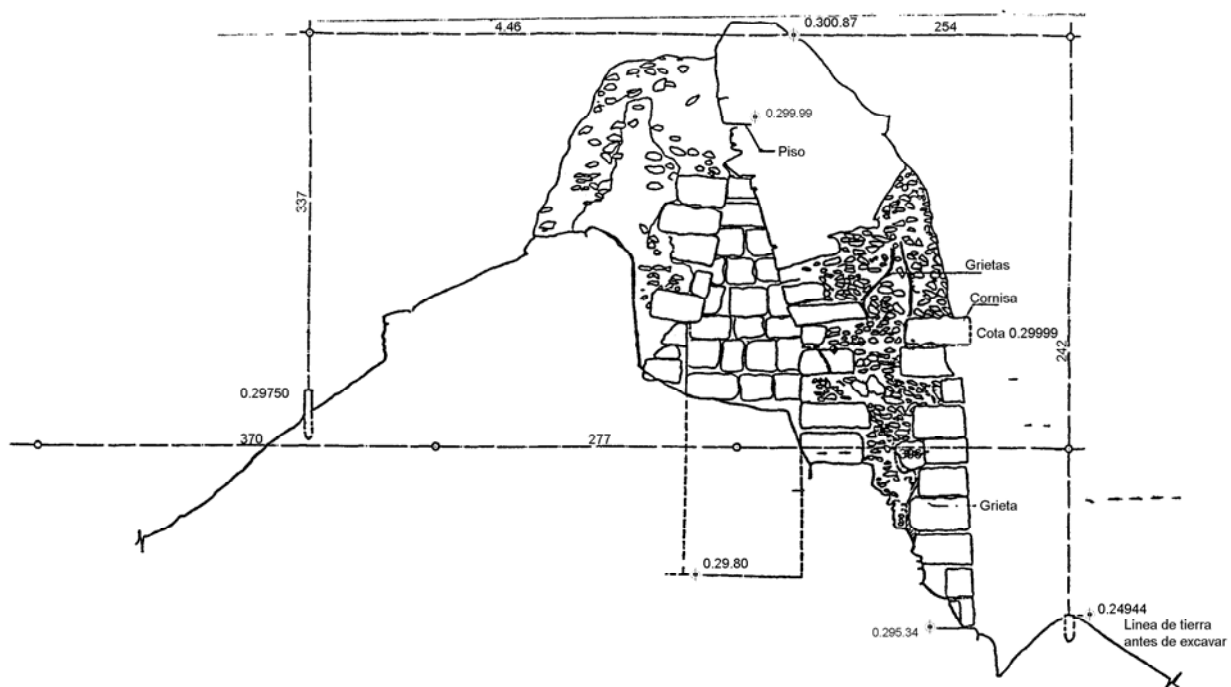 4.46
0.300.87
254
0.299.99
Piso
337
Grietas
Cornisa
Cota 0.29999
242
0.29750
370
277
Grieta
0.29.80
0.24944
0.295.34
Linea de tierra
antes de excavar